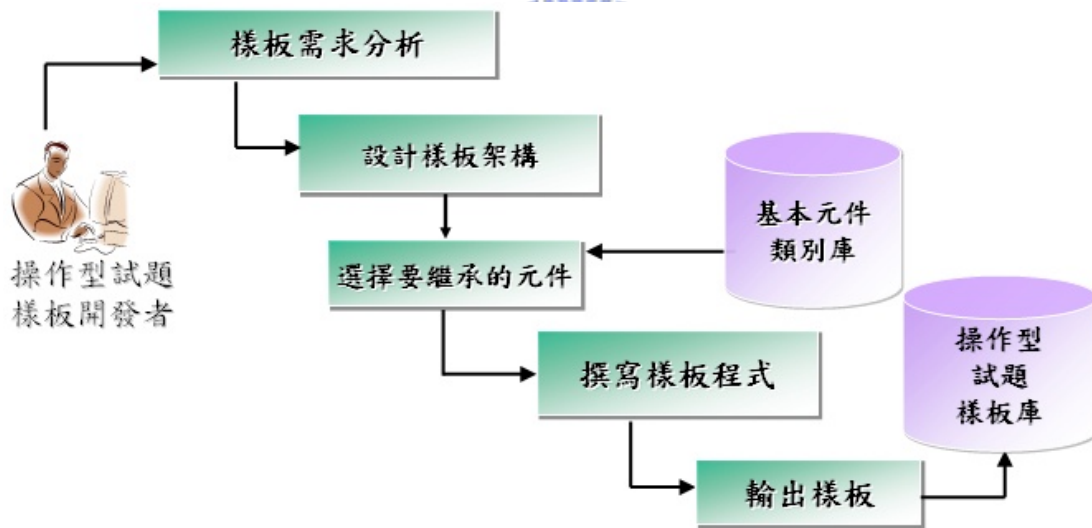 樣板需求分析
設計樣板架構
基本元件
類別庫
選擇要繼承的元件
操作型試題
樣板開發者
操作型
試題
樣板庫
撰寫樣板程式
輸出樣板